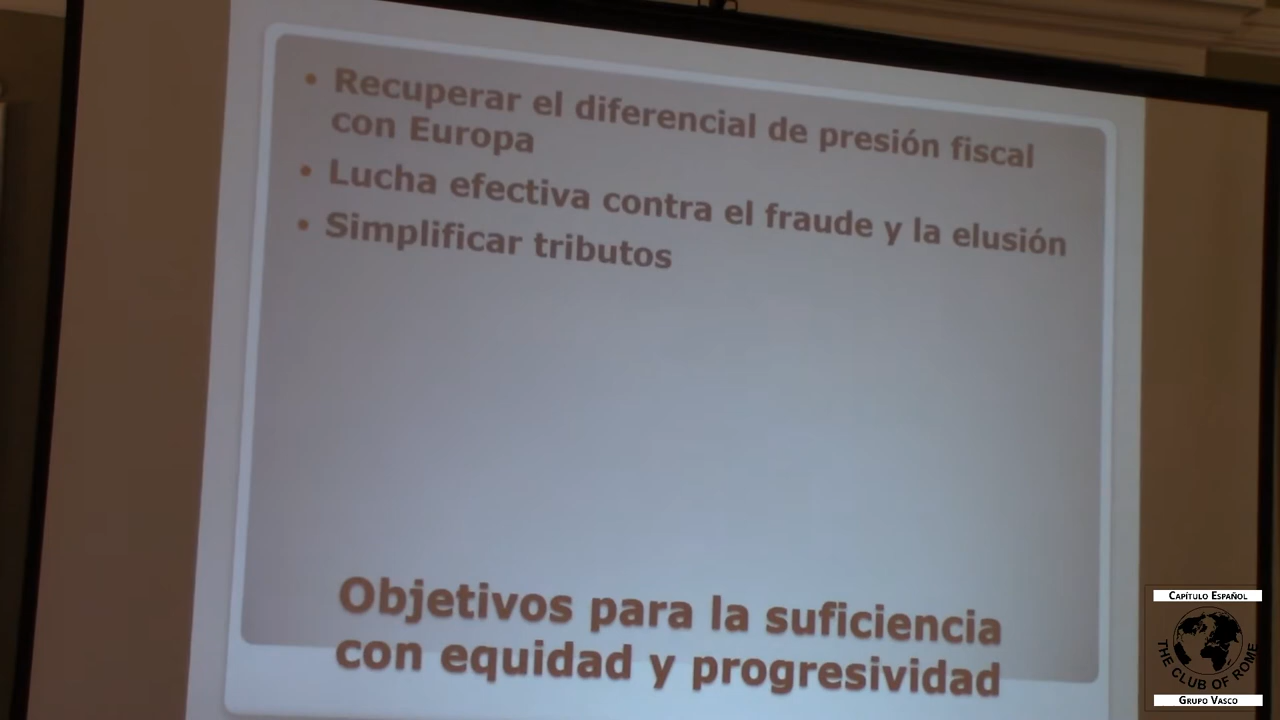 • Recuperar el diferencial de presión fiscal
con Europa
• Lucha efectiva contra el fraude y la elusión
• Simplificar tributos
Objetivos para la suficiencia
con equidad y progresividad
CAPÍTULO ESPAÑOL
THE CLUB OF ROME
GRUPO VASCO